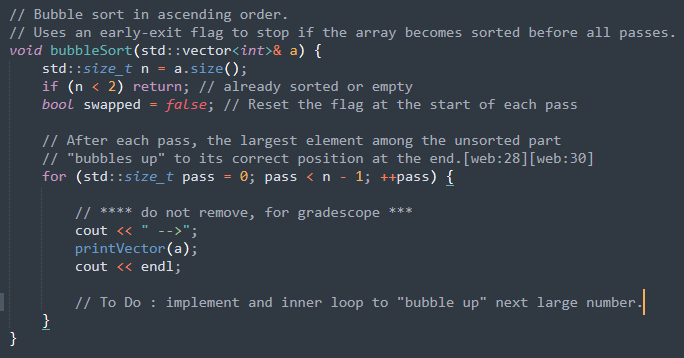 // Bubble sort in ascending order.
// Uses an early-exit flag to stop if the array becomes sorted before all passes.
void bubbleSort(std::vector<int>& a) {
    std::size_t n = a.size();
    if (n < 2) return; // already sorted or empty
    bool swapped = false; // Reset the flag at the start of each pass

    // After each pass, the largest element among the unsorted part
    // "bubbles up" to its correct position at the end.[web:28][web:30]
    for (std::size_t pass = 0; pass < n - 1; ++pass) {

        // **** do not remove, for gradescope ***
        cout << " -->";
        printVector(a);
        cout << endl;

        // To Do : implement and inner loop to "bubble up" next large number.
    }
}